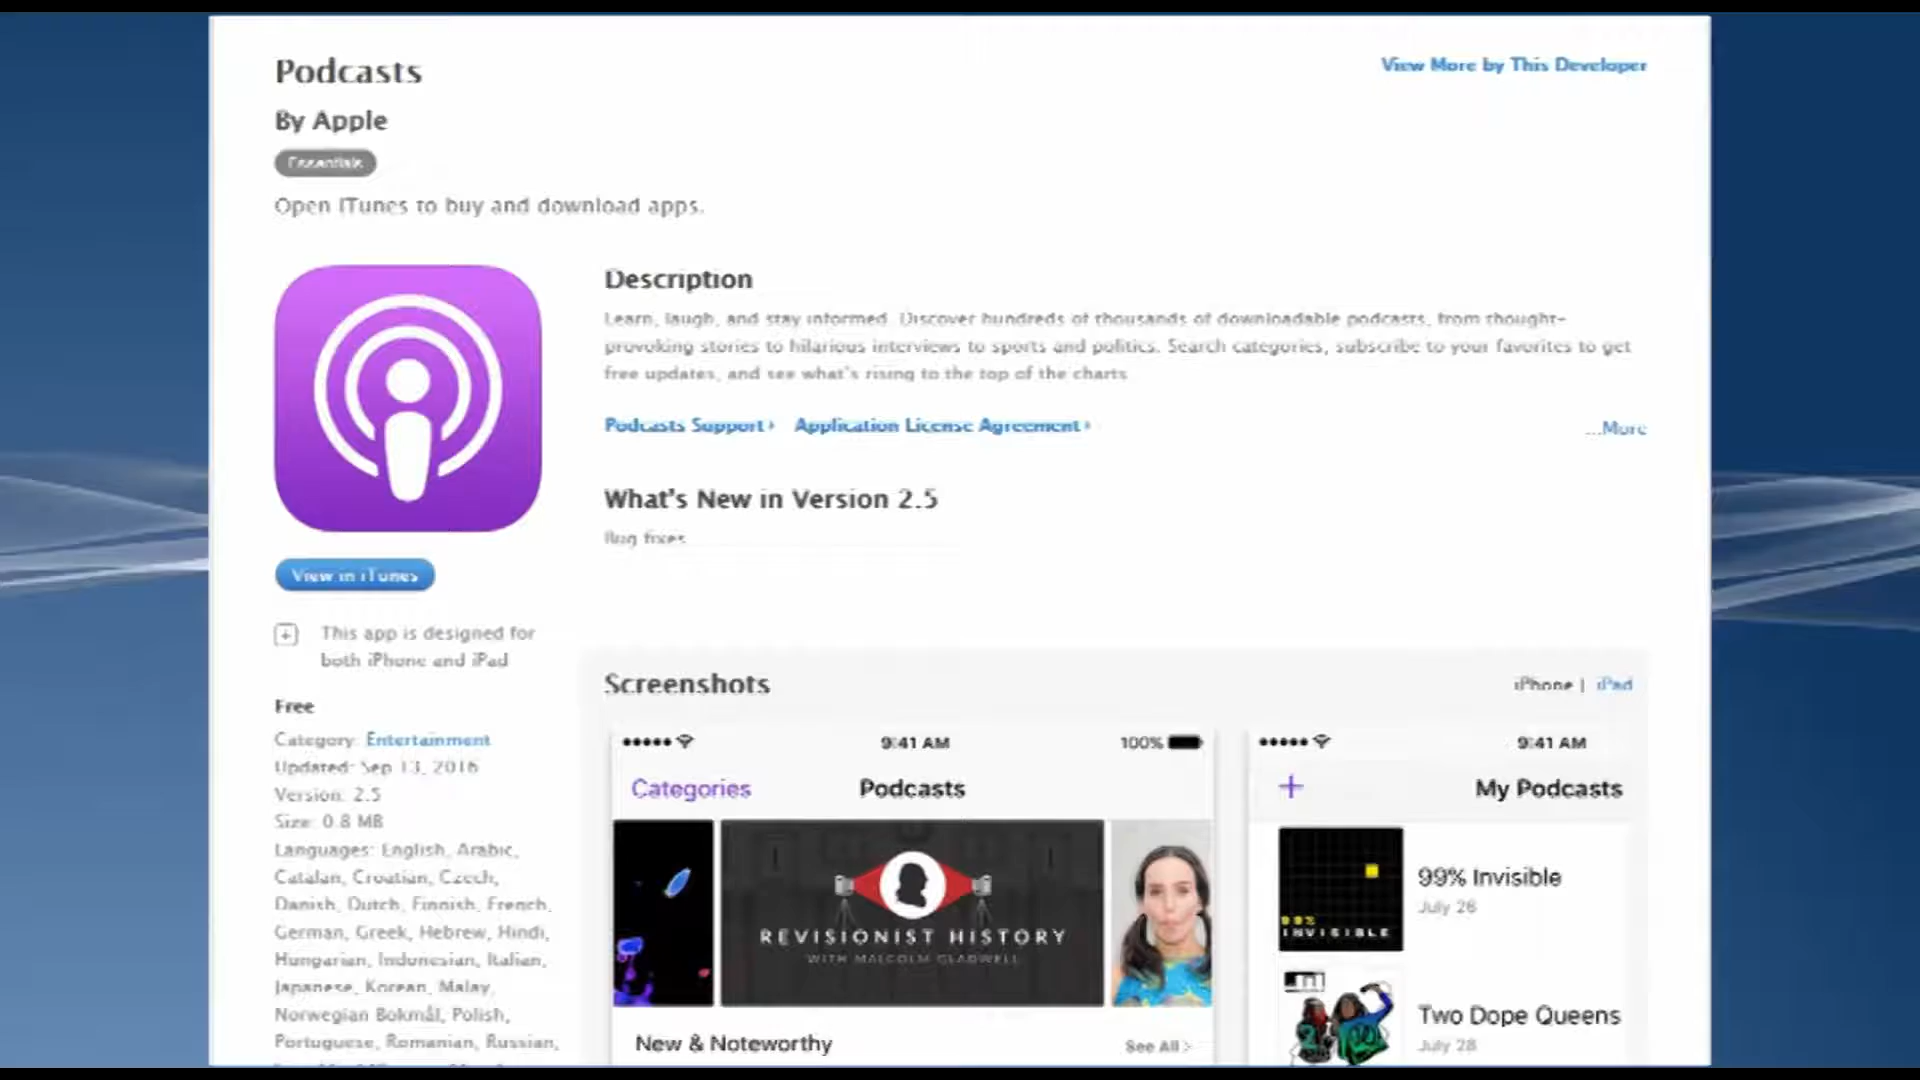 Podcasts
View More by This Developer
By Apple
Essentials
Open iTunes to buy and download apps.
Description
Learn, laugh, and stay informed. Discover hundreds of thousands of downloadable podcasts, from thought-
provoking stories to hilarious interviews to sports and politics. Search categories, subscribe to your favorites to get
free updates, and see what's rising to the top of the charts.
Podcasts Support
Application License Agreement
...More
What's New in Version 2.5
Bug fixes.
View in iTunes
This app is designed for
both iPhone and iPad
Free
Category: Entertainment
Updated: Sep 13, 2016
Version: 2.5
Size: 0.8 MB
Languages: English, Arabic,
Catalan, Croatian, Czech,
Danish, Dutch, Finnish, French,
German, Greek, Hebrew, Hindi,
Hungarian, Indonesian, Italian,
Japanese, Korean, Malay,
Norwegian Bokmål, Polish,
Portuguese, Romanian, Russian,
Screenshots
iPhone | iPad
9:41 AM
100%
Categories
Podcasts
REVISIONIST HISTORY
WITH MALCOLM GLADWELL
New & Noteworthy
See All >
9:41 AM
+
My Podcasts
99%
INVISIBLE
99% Invisible
July 26
Two Dope Queens
July 28